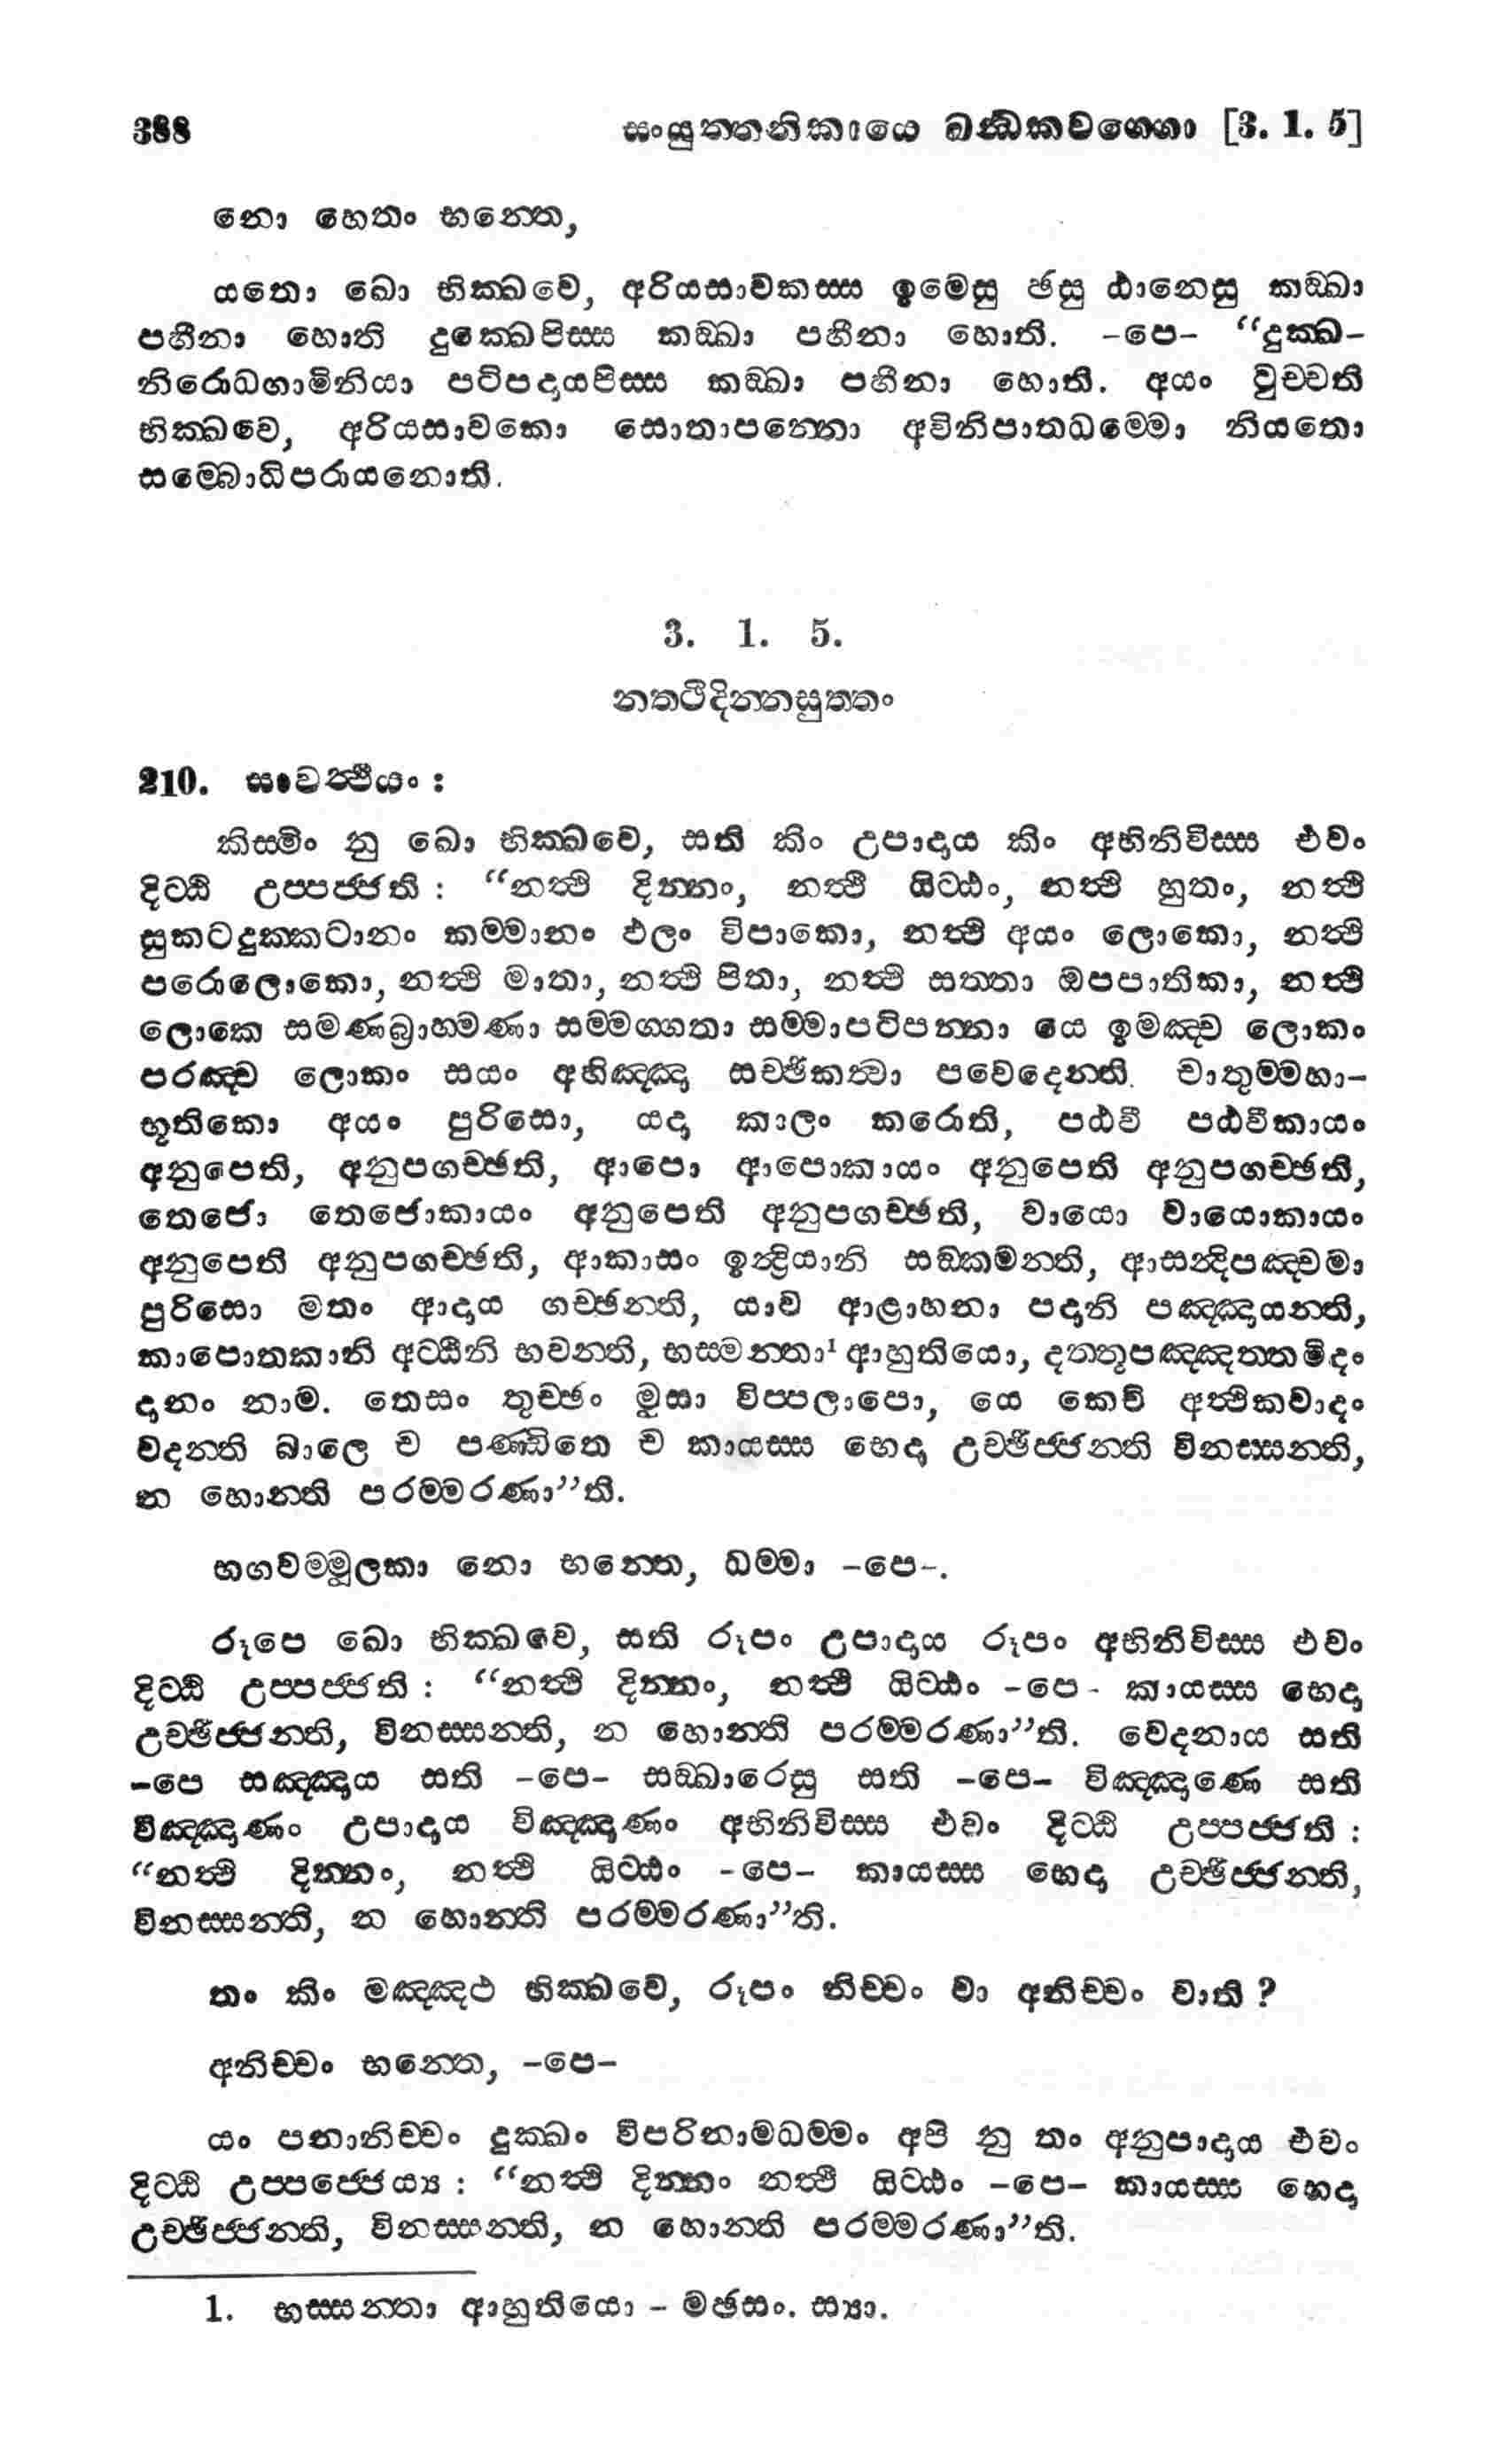 388 සංයුත්තනිකායෙ ඛන්ධකවග්ගො [3. 1. 5]
නො හෙතං භන්තෙ,
යතො ඛො භික්ඛවෙ, අරියසාවකස්ස ඉමෙසු ඡසු ඨානෙසු කඞ්ඛා
පහීනා හොති දුක්ඛෙපිස්ස කඞ්ඛා පහීනා හොති. –පෙ– “දුක්ඛ-
නිරොධගාමිනියා පටිපදායපිස්ස කඞ්ඛා පහීනා හොති. අයං වුච්චති
භික්ඛවෙ, අරියසාවකො සොතාපන්නො අවිනිපාතධම්මො නියතො
සම්බොධිපරායනොති.
3. 1. 5.
නත්ථිදින්නසුත්තං
210. සාවත්ථියං :
කිස්මිං නු ඛො භික්ඛවෙ, සති කිං උපාදාය කිං අභිනිවිස්ස එවං
දිට්ඨි උප්පජ්ජති : “නත්ථි දින්නං, නත්ථි යිට්ඨං, නත්ථි හුතං, නත්ථි
සුකටදුක්කටානං කම්මානං ඵලං විපාකො, නත්ථි අයං ලොකො, නත්ථි
පරොලොකො, නත්ථි මාතා, නත්ථි පිතා, නත්ථි සත්තා ඔපපාතිකා, නත්ථි
ලොකෙ සමණබ්‍රාහ්මණා සම්මග්ගතා සම්මාපටිපන්නා යෙ ඉමඤ්ච ලොකං
පරඤ්ච ලොකං සයං අභිඤ්ඤා සච්ඡිකත්වා පවෙදෙන්ති. චාතුම්මහා-
භූතිකො අයං පුරිසො, යදා කාලං කරොති, පඨවී පඨවිකායං
අනුපෙති, අනුපගච්ඡති, ආපො ආපොකායං අනුපෙති අනුපගච්ඡති,
තෙජො තෙජොකායං අනුපෙති අනුපගච්ඡති, වායො වායොකායං
අනුපෙති අනුපගච්ඡති, ආකාසං ඉන්ද්‍රියානි සඞ්කමන්ති, ආසන්දිපඤ්චමා
පුරිසො මතං ආදාය ගච්ඡන්ති, යාව ආළාහනා පදානි පඤ්ඤායන්ති,
කාපොතකානි අට්ඨීනි භවන්ති, භස්මන්තා¹ ආහුතියො, දත්තූපඤ්ඤත්තමිදං
දානං නාම. තෙසං තුච්ඡං මුසා විප්පලාපො, යෙ කෙචි අත්ථිකවාදං
වදන්ති බාලෙ ච පණ්ඩිතෙ ච කායස්ස භෙදා උච්ඡිජ්ජන්ති විනස්සන්ති,
න හොන්ති පරම්මරණා”ති.
භගවම්මූලකා නො භන්තෙ, ධම්මා –පෙ–.
රූපෙ ඛො භික්ඛවෙ, සති රූපං උපාදාය රූපං අභිනිවිස්ස එවං
දිට්ඨි උප්පජ්ජති : “නත්ථි දින්නං, නත්ථි යිට්ඨං –පෙ- කායස්ස භෙදා
උච්ඡිජ්ජන්ති, විනස්සන්ති, න හොන්ති පරම්මරණා”ති. වෙදනාය සති
–පෙ සඤ්ඤාය සති –පෙ– සඞ්ඛාරෙසු සති –පෙ– විඤ්ඤාණෙ සති
විඤ්ඤාණං උපාදාය විඤ්ඤාණං අභිනිවිස්ස එවං දිට්ඨි උප්පජ්ජති :
“නත්ථි දින්නං, නත්ථි යිට්ඨං –පෙ– කායස්ස භෙදා උච්ඡිජ්ජන්ති,
විනස්සන්ති, න හොන්ති පරම්මරණා”ති.
තං කිං මඤ්ඤථ භික්ඛවෙ, රූපං නිච්චං වා අනිච්චං වාති ?
අනිච්චං භන්තෙ, –පෙ–
යං පනානිච්චං දුක්ඛං විපරිනාමධම්මං අපි නු තං අනුපාදාය එවං
දිට්ඨි උප්පජ්ජෙය්‍ය : “නත්ථි දින්නං නත්ථි යිට්ඨං –පෙ– කායස්ස භෙදා
උච්ඡිජ්ජන්ති, විනස්සන්ති, න හොන්ති පරම්මරණා”ති.
1. භස්සන්තා ආහුතියො – මඡසං. ස්‍යා.